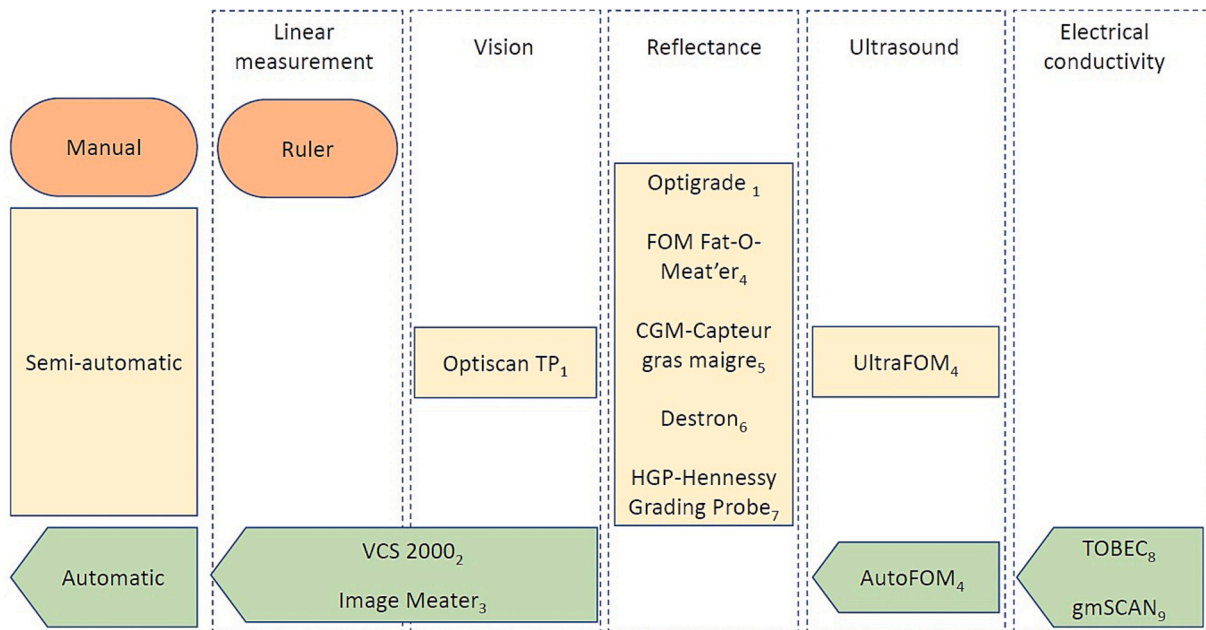 Linear
measurement
Vision
Reflectance
Ultrasound
Electrical
conductivity
Manual
Ruler
Semi-automatic
Optiscan TP₁
Optigrade ₁
FOM Fat-O-
Meat’er₄
CGM-Capteur
gras maigre₅
Destron₆
HGP-Hennessy
Grading Probe₇
UltraFOM₄
Automatic
VCS 2000₂
Image Meater₃
AutoFOM₄
TOBEC₈
gmSCAN₉